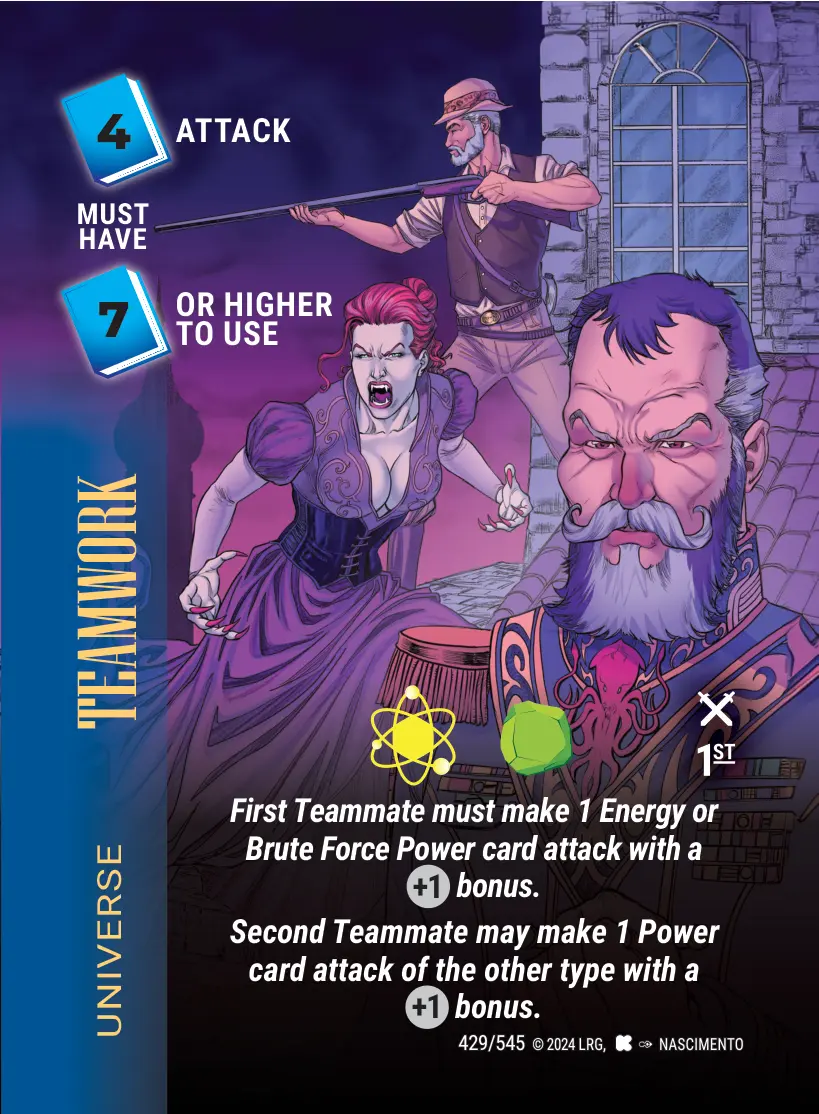 4 ATTACK
MUST
HAVE
7 OR HIGHER
TO USE
TEAMWORK
UNIVERSE
1ST
First Teammate must make 1 Energy or
Brute Force Power card attack with a
+1 bonus.
Second Teammate may make 1 Power
card attack of the other type with a
+1 bonus.
429/545 © 2024 LRG, NASCIMENTO